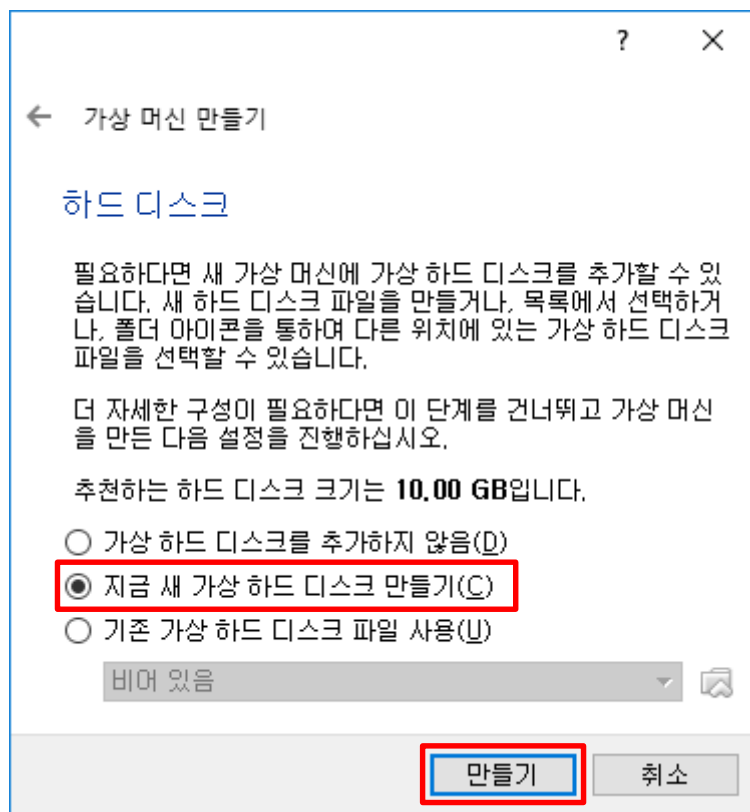 ?
가상 머신 만들기
하드 디스크
필요하다면 새 가상 머신에 가상 하드 디스크를 추가할 수 있
습니다. 새 하드 디스크 파일을 만들거나, 목록에서 선택하거
나, 폴더 아이콘을 통하여 다른 위치에 있는 가상 하드 디스크
파일을 선택할 수 있습니다.
더 자세한 구성이 필요하다면 이 단계를 건너뛰고 가상 머신
을 만든 다음 설정을 진행하십시오.
추천하는 하드 디스크 크기는 10.00 GB입니다.
가상 하드 디스크를 추가하지 않음(D)
지금 새 가상 하드 디스크 만들기(C)
기존 가상 하드 디스크 파일 사용(U)
비어 있음
만들기 취소